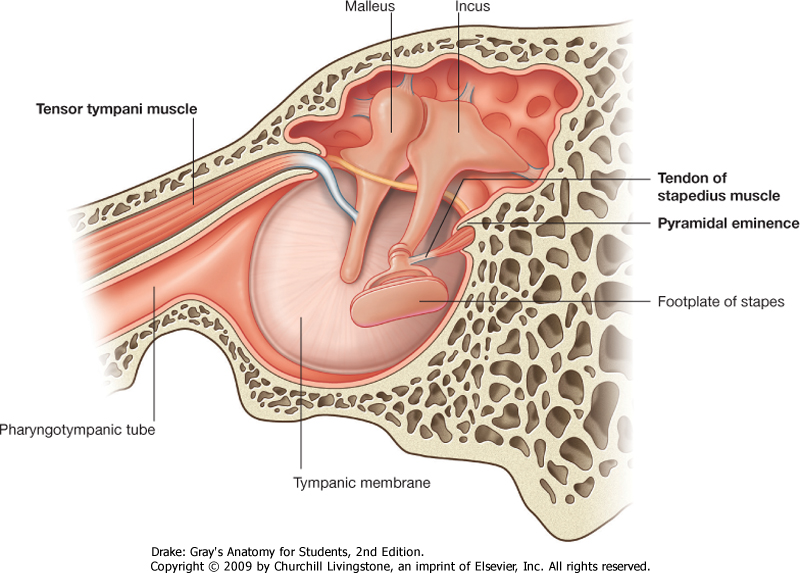 Malleus
Incus
Tensor tympani muscle
Tendon of
stapedius muscle
Pyramidal eminence
Footplate of stapes
Pharyngotympanic tube
Tympanic membrane
Drake: Gray's Anatomy for Students, 2nd Edition.
Copyright © 2009 by Churchill Livingstone, an imprint of Elsevier, Inc. All rights reserved.